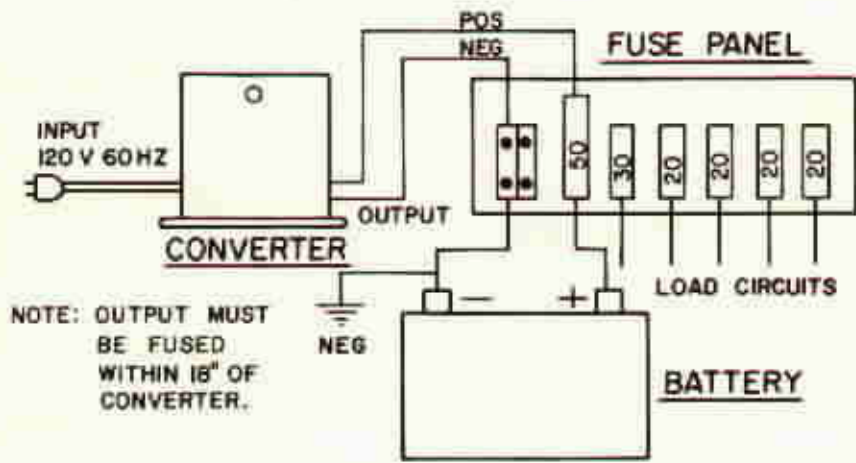 POS
NEG
FUSE PANEL
INPUT
120 V 60 HZ
50
30
20
20
20
20
OUTPUT
CONVERTER
LOAD CIRCUITS
NOTE: OUTPUT MUST
BE FUSED
WITHIN 18" OF
CONVERTER.
NEG
− +
BATTERY